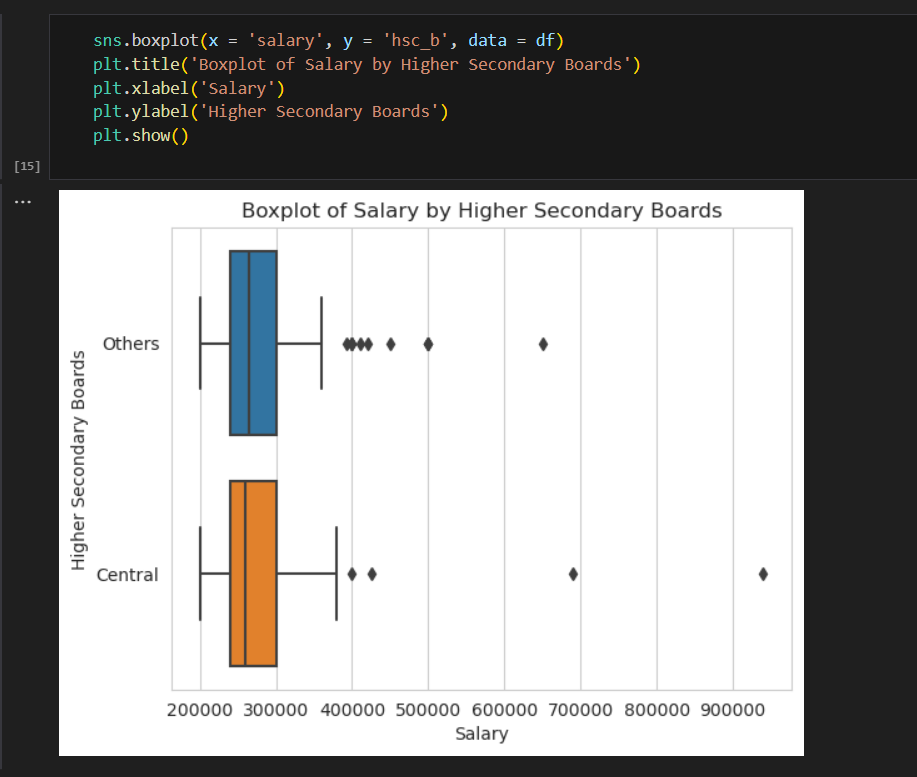 sns.boxplot(x = 'salary', y = 'hsc_b', data = df)
plt.title('Boxplot of Salary by Higher Secondary Boards')
plt.xlabel('Salary')
plt.ylabel('Higher Secondary Boards')
plt.show()
[15]
...
Boxplot of Salary by Higher Secondary Boards
Higher Secondary Boards
Others
Central
200000 300000 400000 500000 600000 700000 800000 900000
Salary